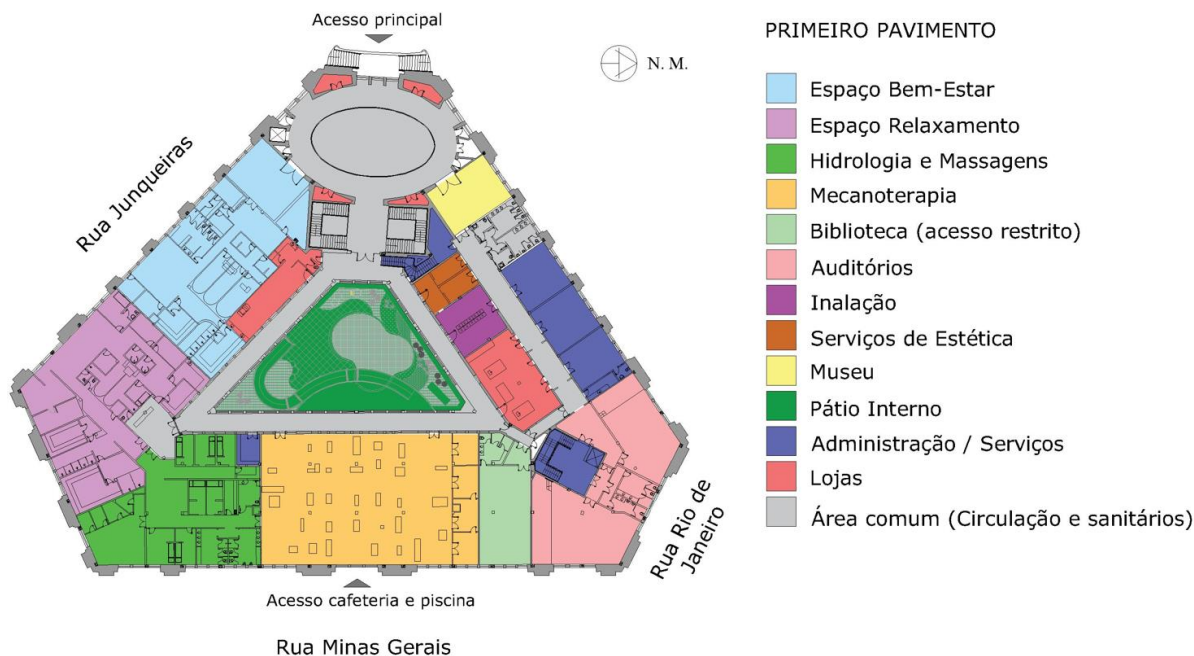 Acesso principal
N. M.
Rua Junqueiras
Rua Rio de
Janeiro
Acesso cafeteria e piscina
Rua Minas Gerais
PRIMEIRO PAVIMENTO
Espaço Bem-Estar
Espaço Relaxamento
Hidrologia e Massagens
Mecanoterapia
Biblioteca (acesso restrito)
Auditórios
Inalação
Serviços de Estética
Museu
Pátio Interno
Administração / Serviços
Lojas
Área comum (Circulação e sanitários)